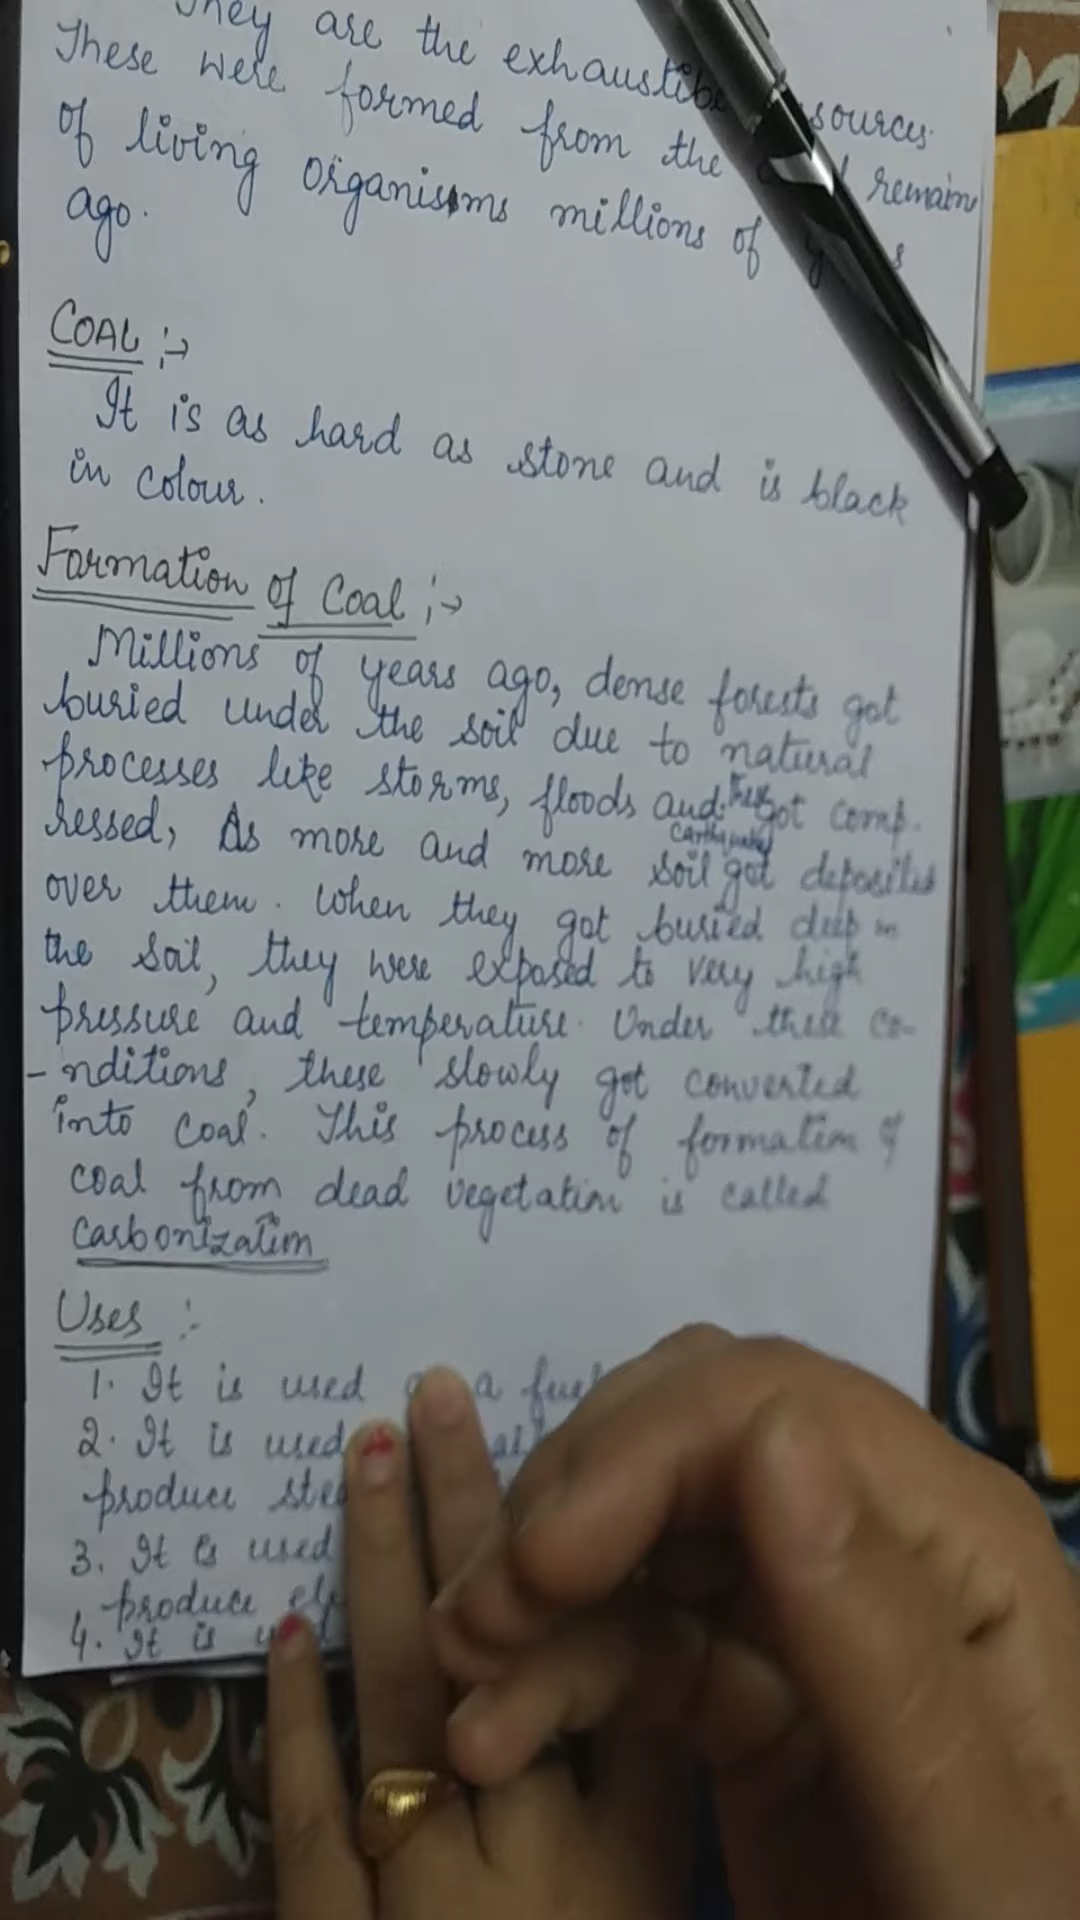 They are the exhaustib sources.
These were formed from the remain
of living organisms millions of
ago.
COAL :→
It is as hard as stone and is black
in colour.
Formation of Coal :→
Millions of years ago, dense forests got
buried under the soil due to natural
processes like storms, floods and they got comp.
earthquake
ressed, As more and more soil got deposited
over them. When they got buried deep in
the soil, they were exposed to very high
pressure and temperature. Under these co-
-nditions, these slowly got converted
into coal. This process of formation of
coal from dead vegetation is called
Carbonization
Uses :-
1. It is used a fuel
2. It is used
produce
3. It is used
produce
4. It is